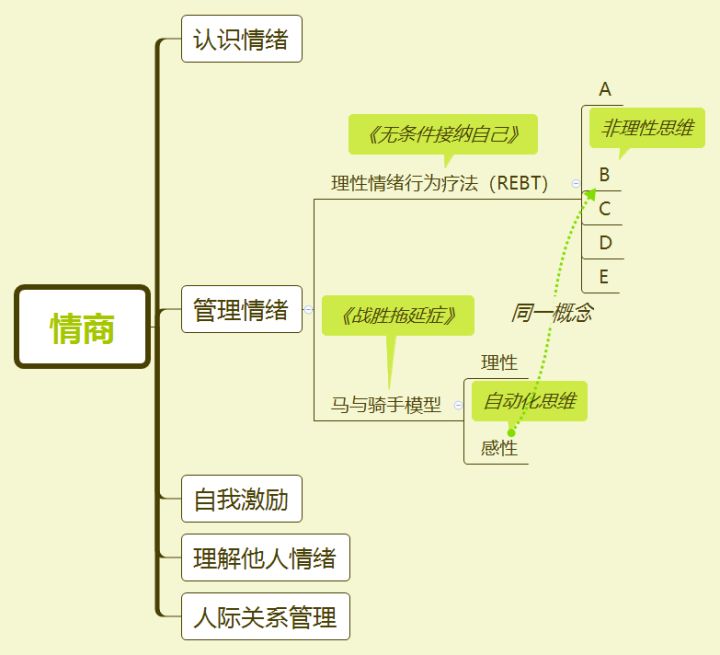 情商
认识情绪
管理情绪
《无条件接纳自己》
理性情绪行为疗法（REBT）
A
非理性思维
B
C
D
E
同一概念
《战胜拖延症》
马与骑手模型
理性
自动化思维
感性
自我激励
理解他人情绪
人际关系管理